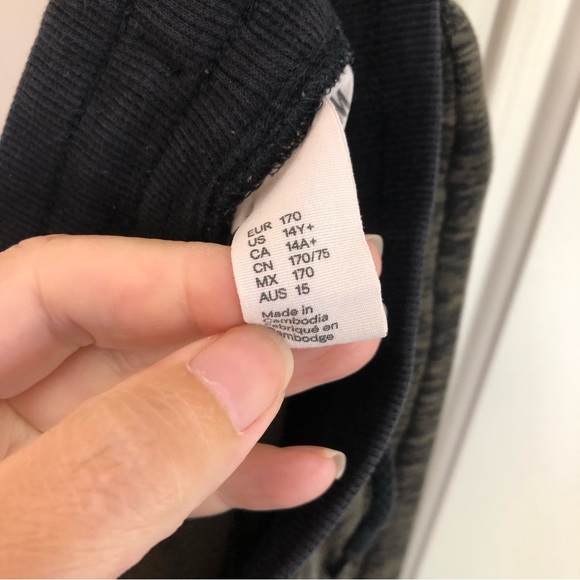 EUR 170
US 14Y+
CA 14A+
CN 170/75
MX 170
AUS 15
Made in
Cambodia
Fabriqué en
Cambodge